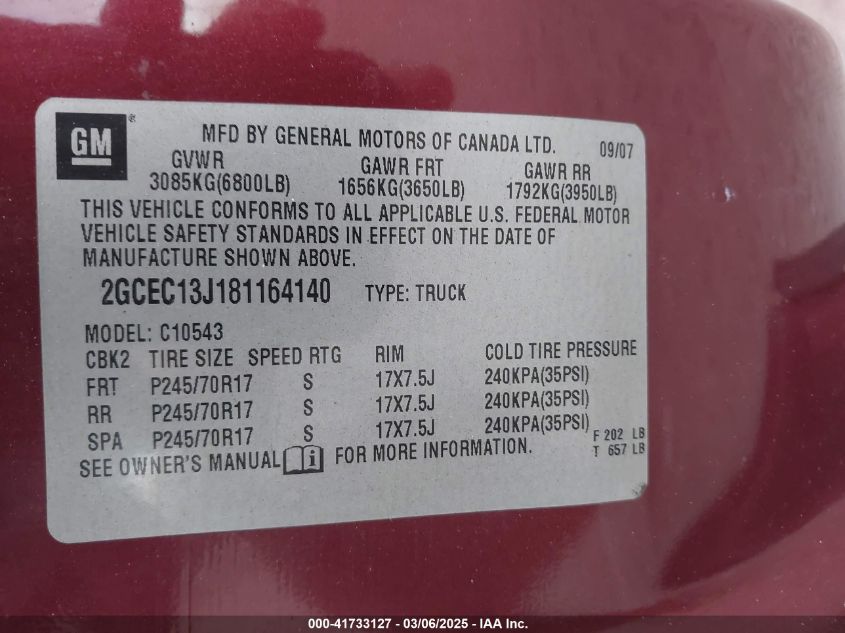 GM®
MFD BY GENERAL MOTORS OF CANADA LTD. 09/07
GVWR GAWR FRT GAWR RR
3085KG(6800LB) 1656KG(3650LB) 1792KG(3950LB)
THIS VEHICLE CONFORMS TO ALL APPLICABLE U.S. FEDERAL MOTOR
VEHICLE SAFETY STANDARDS IN EFFECT ON THE DATE OF
MANUFACTURE SHOWN ABOVE.
2GCEC13J181164140 TYPE: TRUCK
MODEL: C10543
CBK2 TIRE SIZE SPEED RTG RIM COLD TIRE PRESSURE
FRT P245/70R17 S 17X7.5J 240KPA(35PSI)
RR P245/70R17 S 17X7.5J 240KPA(35PSI)
SPA P245/70R17 S 17X7.5J 240KPA(35PSI)
F 202 LB
T 657 LB
SEE OWNER'S MANUAL i FOR MORE INFORMATION.
000-41733127 - 03/06/2025 - IAA Inc.